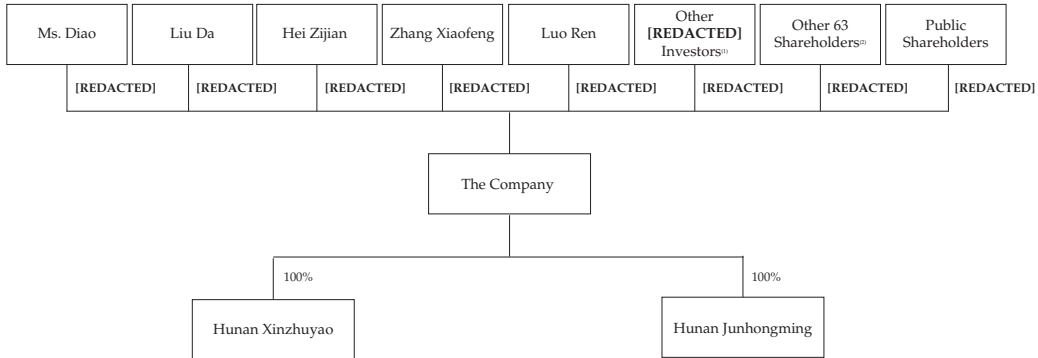 Ms. Diao
Liu Da
Hei Zijian
Zhang Xiaofeng
Luo Ren
Other
[REDACTED]
Investors(1)
Other 63
Shareholders(2)
Public
Shareholders
[REDACTED]
[REDACTED]
[REDACTED]
[REDACTED]
[REDACTED]
[REDACTED]
[REDACTED]
[REDACTED]
The Company
100%
100%
Hunan Xinzhuyao
Hunan Junhongming